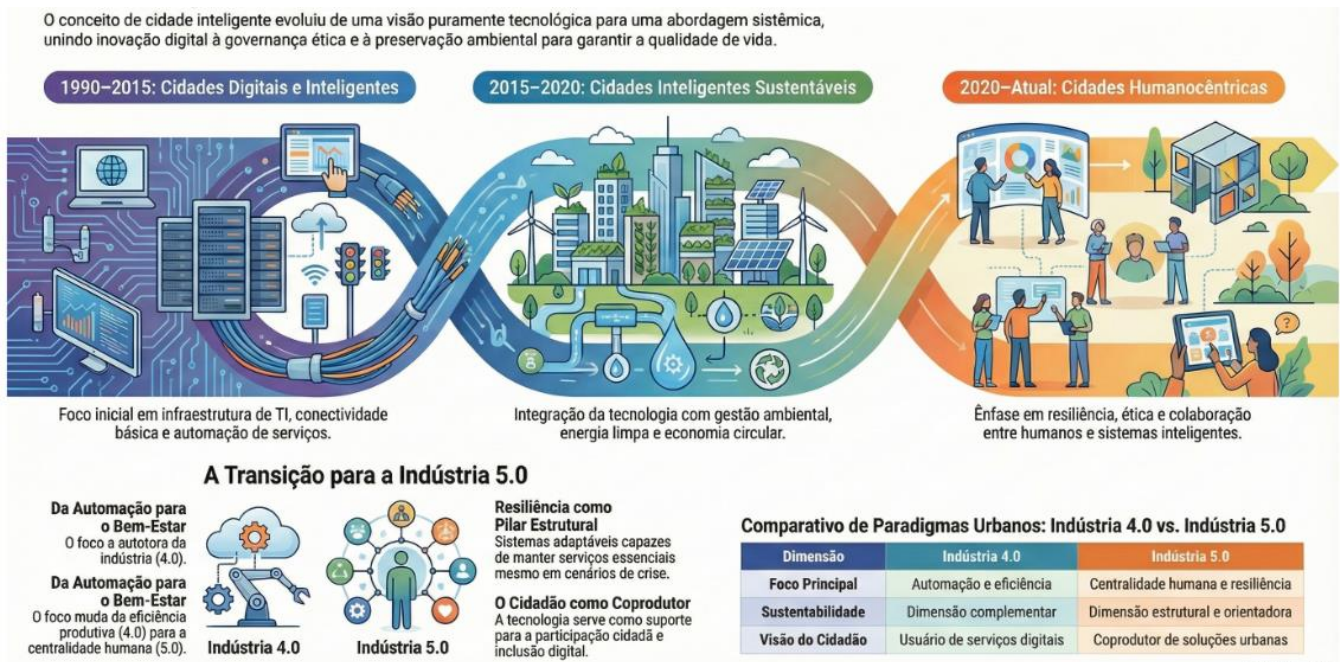 O conceito de cidade inteligente evoluiu de uma visão puramente tecnológica para uma abordagem sistêmica,
unindo inovação digital à governança ética e à preservação ambiental para garantir a qualidade de vida.
1990–2015: Cidades Digitais e Inteligentes
2015–2020: Cidades Inteligentes Sustentáveis
2020–Atual: Cidades Humanocêntricas
Foco inicial em infraestrutura de TI, conectividade
básica e automação de serviços.
Integração da tecnologia com gestão ambiental,
energia limpa e economia circular.
Ênfase em resiliência, ética e colaboração
entre humanos e sistemas inteligentes.
A Transição para a Indústria 5.0
Da Automação para
o Bem-Estar
O foco a autotora da
indústria (4.0).
Da Automação para
o Bem-Estar
O foco muda da eficiência
produtiva (4.0) para a
centralidade humana (5.0).
Indústria 4.0
Indústria 5.0
Resiliência como
Pilar Estrutural
Sistemas adaptáveis capazes
de manter serviços essenciais
mesmo em cenários de crise.
O Cidadão como Coprodutor
A tecnologia serve como suporte
para a participação cidadã e
inclusão digital.
Comparativo de Paradigmas Urbanos: Indústria 4.0 vs. Indústria 5.0
Dimensão Indústria 4.0 Indústria 5.0
Foco Principal Automação e eficiência Centralidade humana e resiliência
Sustentabilidade Dimensão complementar Dimensão estrutural e orientadora
Visão do Cidadão Usuário de serviços digitais Coprodutor de soluções urbanas